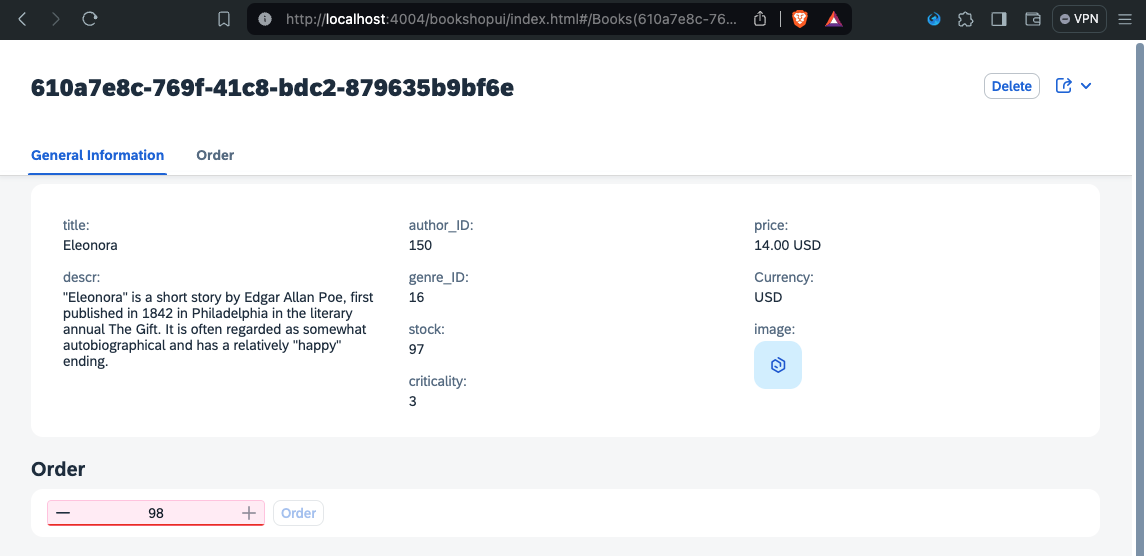 http://localhost:4004/bookshopui/index.html#/Books(610a7e8c-76...
VPN
610a7e8c-769f-41c8-bdc2-879635b9bf6e
Delete
General Information
Order
title:
Eleonora
descr:
"Eleonora" is a short story by Edgar Allan Poe, first
published in 1842 in Philadelphia in the literary
annual The Gift. It is often regarded as somewhat
autobiographical and has a relatively "happy"
ending.
author_ID:
150
genre_ID:
16
stock:
97
criticality:
3
price:
14.00 USD
Currency:
USD
image:
Order
98
Order